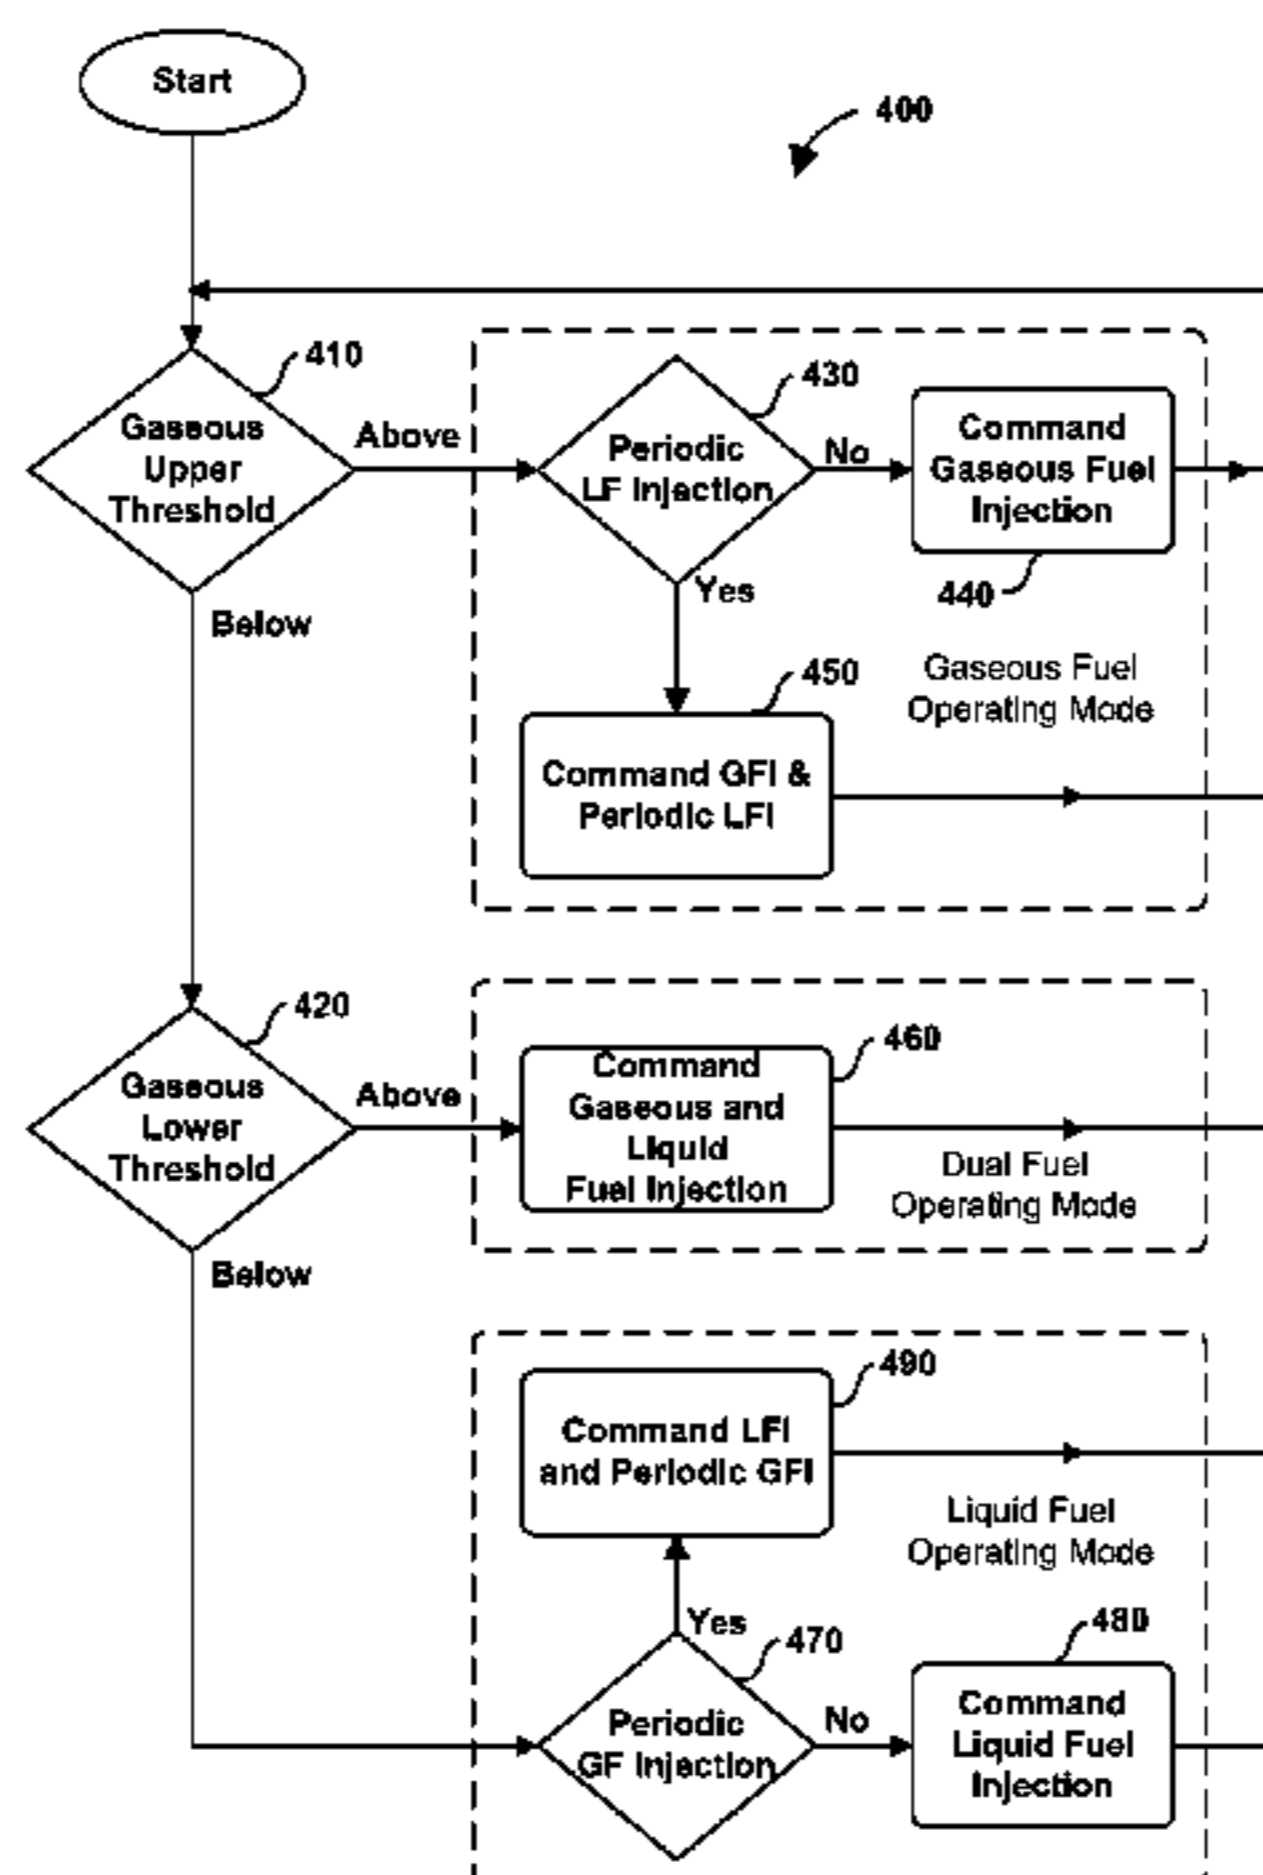 Start
400
410
Gaseous
Upper
Threshold
Above
Below
430
Periodic
LF Injection
No
Yes
Command
Gaseous Fuel
Injection
440
450
Command GFI &
Periodic LFI
Gaseous Fuel
Operating Mode
420
Gaseous
Lower
Threshold
Above
Below
460
Command
Gaseous and
Liquid
Fuel Injection
Dual Fuel
Operating Mode
490
Command LFI
and Periodic GFI
Liquid Fuel
Operating Mode
Yes
470
Periodic
GF Injection
No
480
Command
Liquid Fuel
Injection